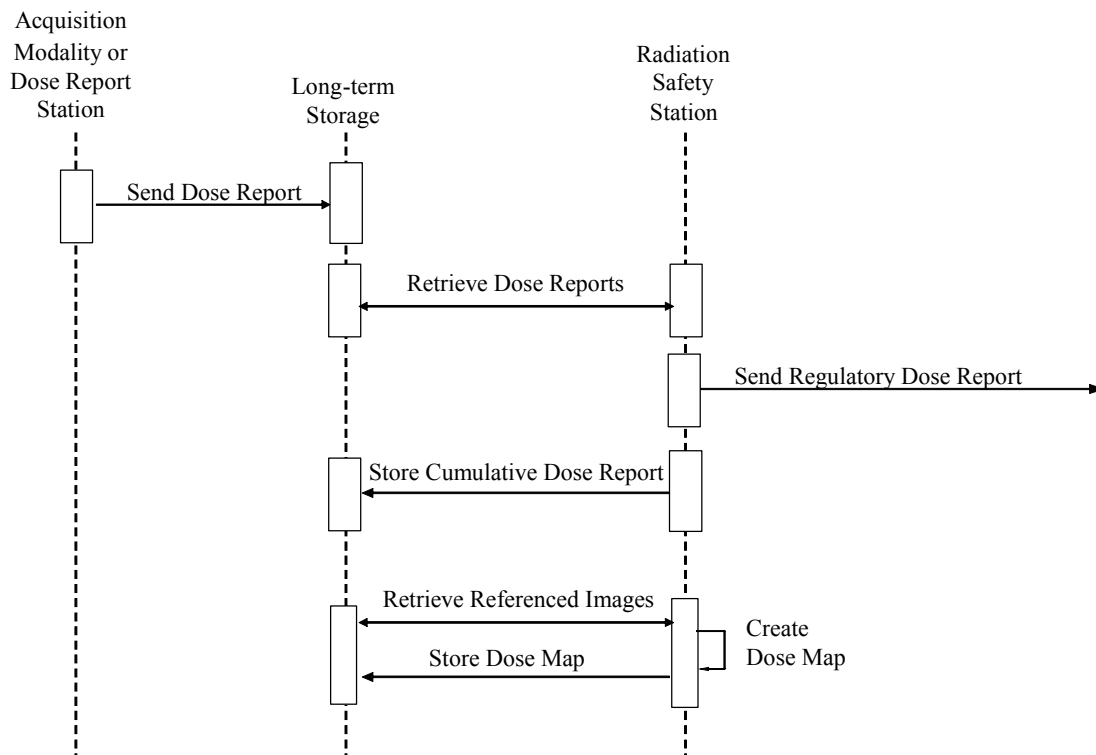 Acquisition
Modality or
Dose Report
Station
Long-term
Storage
Radiation
Safety
Station
Send Dose Report
Retrieve Dose Reports
Send Regulatory Dose Report
Store Cumulative Dose Report
Retrieve Referenced Images
Create
Dose Map
Store Dose Map